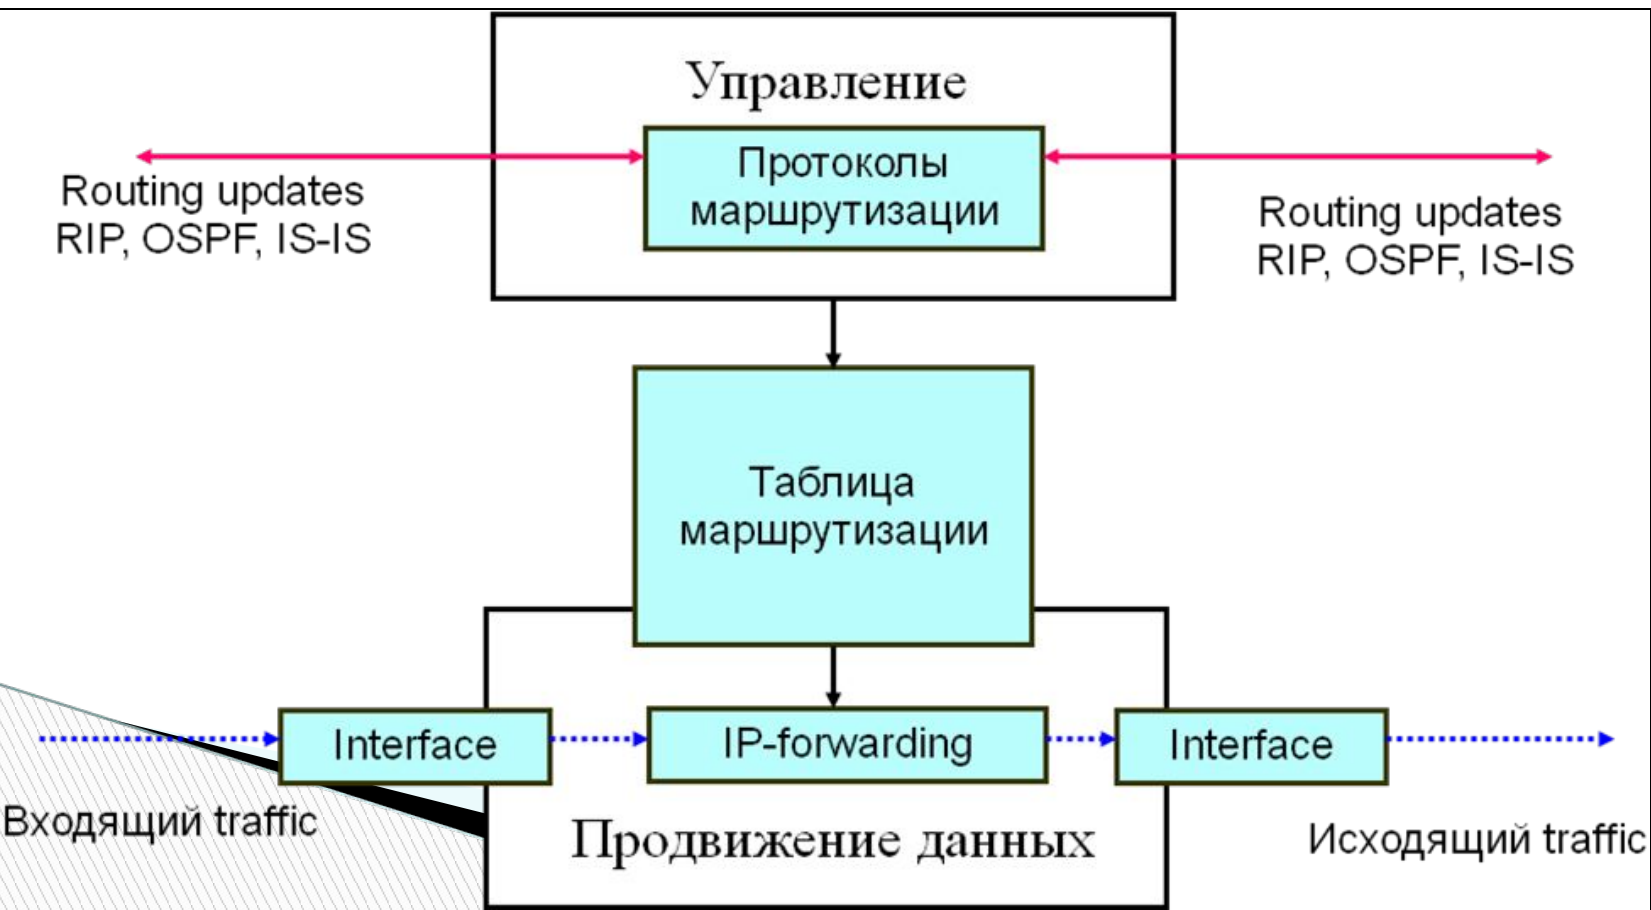 Управление
Протоколы
маршрутизации
Routing updates
RIP, OSPF, IS-IS
Routing updates
RIP, OSPF, IS-IS
Таблица
маршрутизации
Interface
IP-forwarding
Interface
Входящий traffic
Продвижение данных
Исходящий traffic